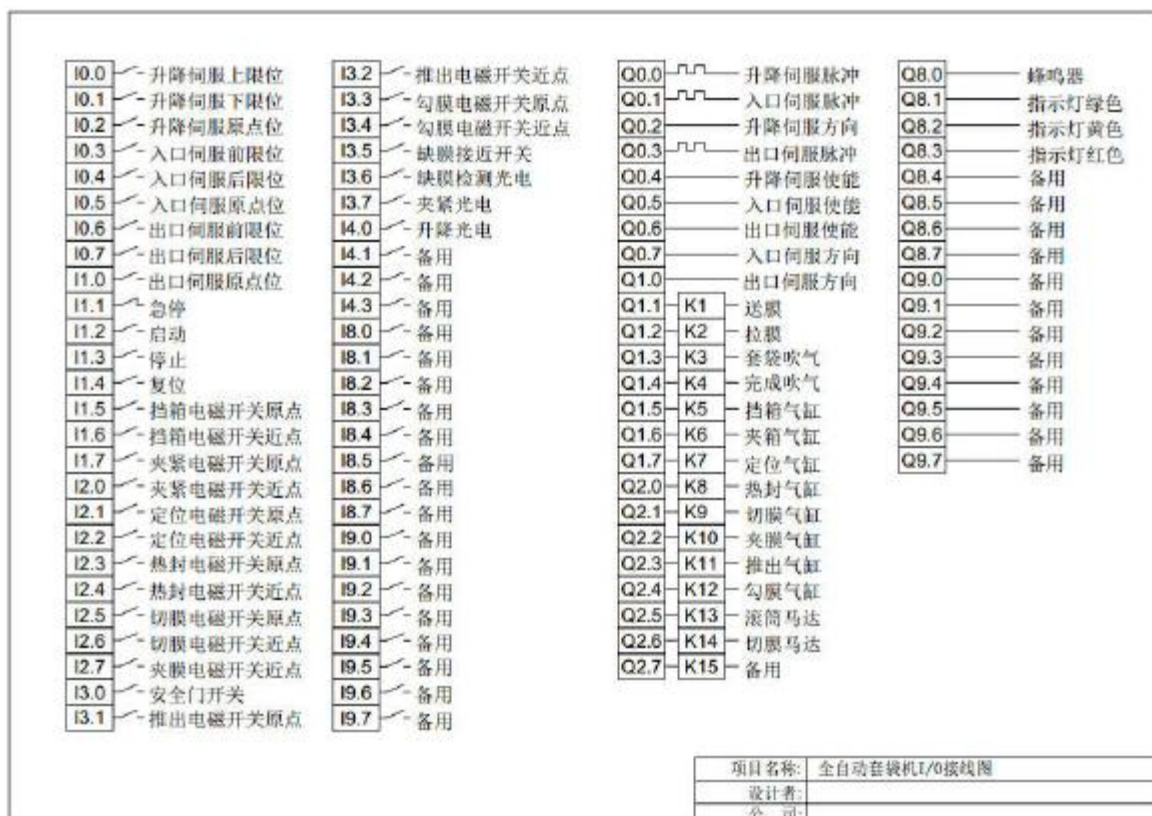 I0.0 升降伺服上限位
I0.1 升降伺服下限位
I0.2 升降伺服原点位
I0.3 入口伺服前限位
I0.4 入口伺服后限位
I0.5 入口伺服原点位
I0.6 出口伺服前限位
I0.7 出口伺服后限位
I1.0 出口伺服原点位
I1.1 急停
I1.2 启动
I1.3 停止
I1.4 复位
I1.5 挡箱电磁开关原点
I1.6 挡箱电磁开关近点
I1.7 夹紧电磁开关原点
I2.0 夹紧电磁开关近点
I2.1 定位电磁开关原点
I2.2 定位电磁开关近点
I2.3 热封电磁开关原点
I2.4 热封电磁开关近点
I2.5 切膜电磁开关原点
I2.6 切膜电磁开关近点
I2.7 夹膜电磁开关近点
I3.0 安全门开关
I3.1 推出电磁开关原点
I3.2 推出电磁开关近点
I3.3 勾膜电磁开关原点
I3.4 勾膜电磁开关近点
I3.5 缺膜接近开关
I3.6 缺膜检测光电
I3.7 夹紧光电
I4.0 升降光电
I4.1 备用
I4.2 备用
I4.3 备用
I8.0 备用
I8.1 备用
I8.2 备用
I8.3 备用
I8.4 备用
I8.5 备用
I8.6 备用
I8.7 备用
I9.0 备用
I9.1 备用
I9.2 备用
I9.3 备用
I9.4 备用
I9.5 备用
I9.6 备用
I9.7 备用
Q0.0 升降伺服脉冲
Q0.1 入口伺服脉冲
Q0.2 升降伺服方向
Q0.3 出口伺服脉冲
Q0.4 升降伺服使能
Q0.5 入口伺服使能
Q0.6 出口伺服使能
Q0.7 入口伺服方向
Q1.0 出口伺服方向
Q1.1 K1 送膜
Q1.2 K2 拉膜
Q1.3 K3 套袋吹气
Q1.4 K4 完成吹气
Q1.5 K5 挡箱气缸
Q1.6 K6 夹箱气缸
Q1.7 K7 定位气缸
Q2.0 K8 热封气缸
Q2.1 K9 切膜气缸
Q2.2 K10 夹膜气缸
Q2.3 K11 推出气缸
Q2.4 K12 勾膜气缸
Q2.5 K13 滚筒马达
Q2.6 K14 切膜马达
Q2.7 K15 备用
Q8.0 蜂鸣器
Q8.1 指示灯绿色
Q8.2 指示灯黄色
Q8.3 指示灯红色
Q8.4 备用
Q8.5 备用
Q8.6 备用
Q8.7 备用
Q9.0 备用
Q9.1 备用
Q9.2 备用
Q9.3 备用
Q9.4 备用
Q9.5 备用
Q9.6 备用
Q9.7 备用
项目名称: 全自动套袋机I/O接线图
设计者:
公 司: